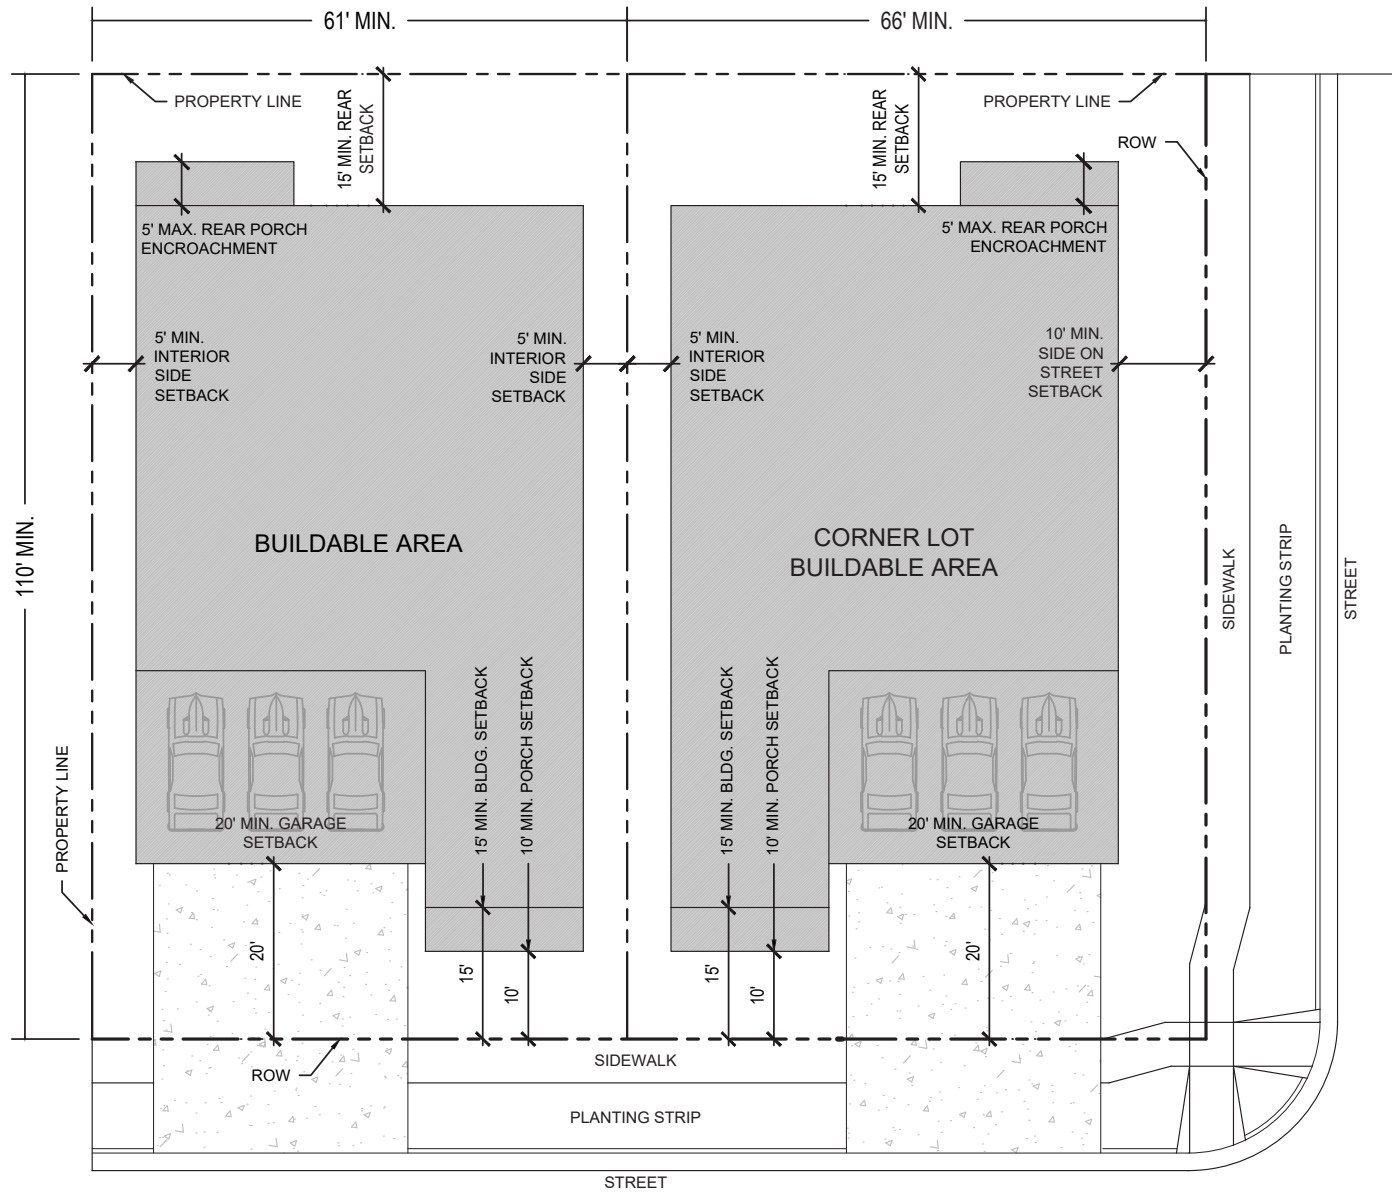 61' MIN.
66' MIN.
PROPERTY LINE
15' MIN. REAR
SETBACK
PROPERTY LINE
15' MIN. REAR
SETBACK
ROW
5' MAX. REAR PORCH
ENCROACHMENT
5' MAX. REAR PORCH
ENCROACHMENT
5' MIN.
INTERIOR
SIDE
SETBACK
5' MIN.
INTERIOR
SIDE
SETBACK
5' MIN.
INTERIOR
SIDE
SETBACK
10' MIN.
SIDE ON
STREET
SETBACK
110' MIN.
BUILDABLE AREA
CORNER LOT
BUILDABLE AREA
SIDEWALK
PLANTING STRIP
STREET
PROPERTY LINE
15' MIN. BLDG. SETBACK
10' MIN. PORCH SETBACK
15' MIN. BLDG. SETBACK
10' MIN. PORCH SETBACK
20' MIN. GARAGE
SETBACK
20' MIN. GARAGE
SETBACK
20'
15'
10'
15'
10'
20'
ROW
SIDEWALK
PLANTING STRIP
STREET